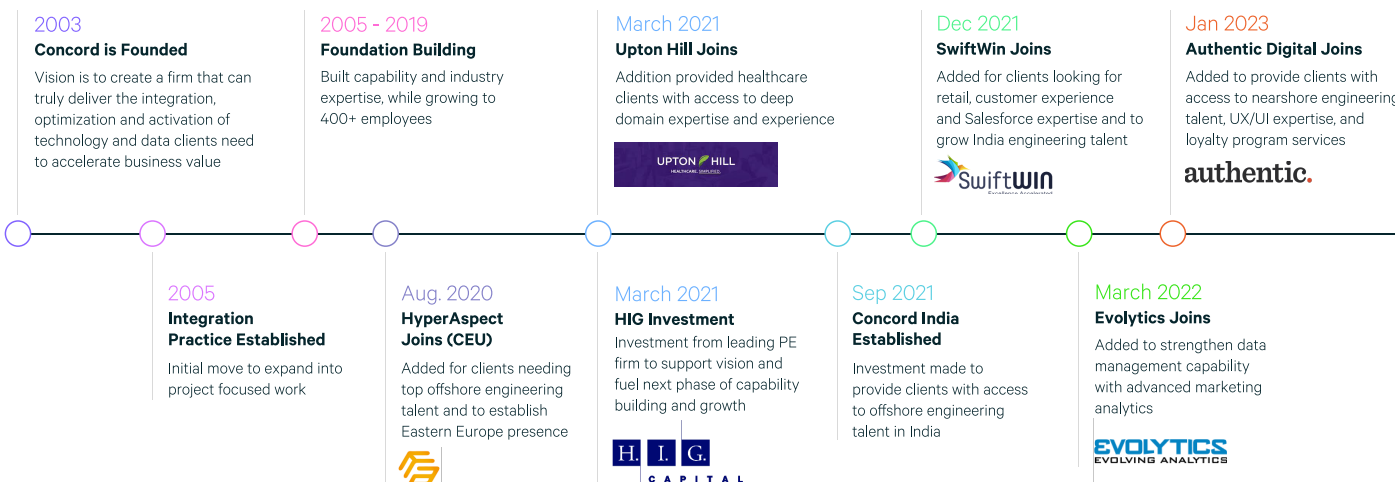 2003
Concord is Founded
Vision is to create a firm that can
truly deliver the integration,
optimization and activation of
technology and data clients need
to accelerate business value
2005 - 2019
Foundation Building
Built capability and industry
expertise, while growing to
400+ employees
March 2021
Upton Hill Joins
Addition provided healthcare
clients with access to deep
domain expertise and experience
UPTON HILL
HEALTHCARE. SIMPLIFIED.
Dec 2021
SwiftWin Joins
Added for clients looking for
retail, customer experience
and Salesforce expertise and to
grow India engineering talent
SwiftWIN
Excellence Accelerated
Jan 2023
Authentic Digital Joins
Added to provide clients with
access to nearshore engineering
talent, UX/UI expertise, and
loyalty program services
authentic.
2005
Integration
Practice Established
Initial move to expand into
project focused work
Aug. 2020
HyperAspect
Joins (CEU)
Added for clients needing
top offshore engineering
talent and to establish
Eastern Europe presence
March 2021
HIG Investment
Investment from leading PE
firm to support vision and
fuel next phase of capability
building and growth
H. I. G.
CAPITAL
Sep 2021
Concord India
Established
Investment made to
provide clients with access
to offshore engineering
talent in India
March 2022
Evolytics Joins
Added to strengthen data
management capability
with advanced marketing
analytics
EVOLYTICS
EVOLVING ANALYTICS